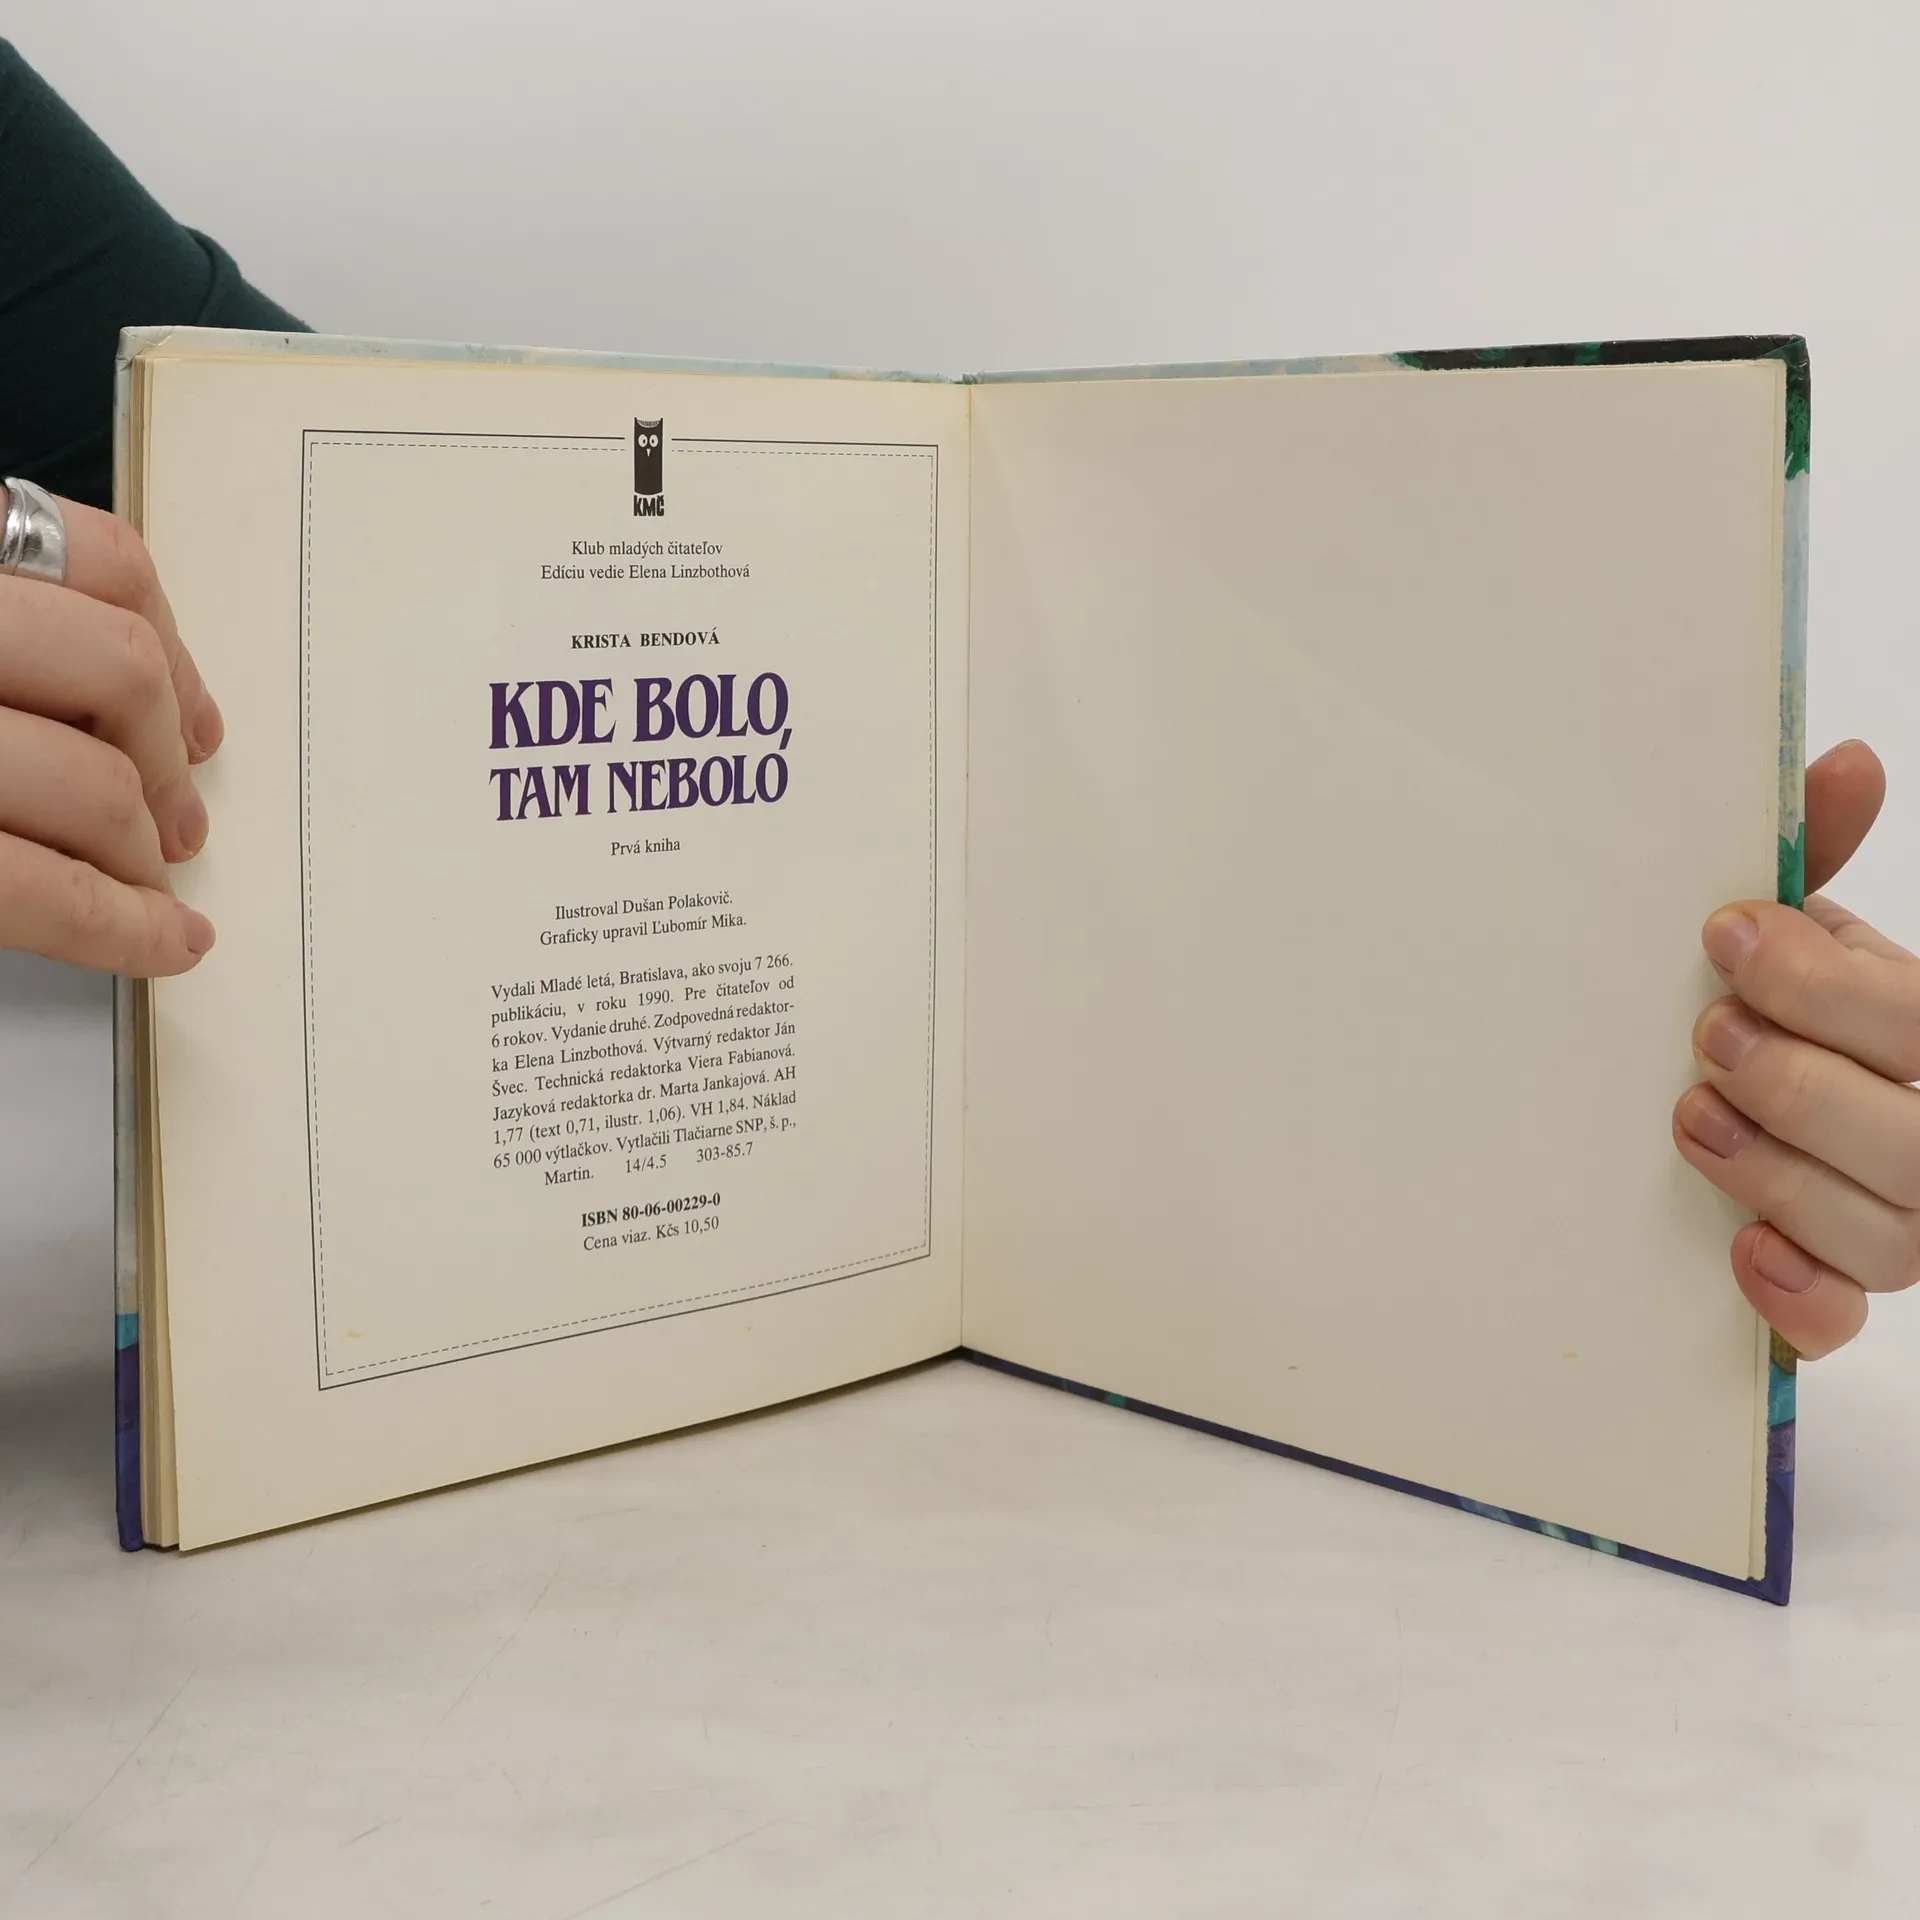 KMČ
Klub mladých čitateľov
Edíciu vedie Elena Linzbothová
KRISTA BENDOVÁ
KDE BOLO,
TAM NEBOLO
Prvá kniha
Ilustroval Dušan Polakovič.
Graficky upravil Ľubomír Mika.
Vydali Mladé letá, Bratislava, ako svoju 7 266.
publikáciu, v roku 1990. Pre čitateľov od
6 rokov. Vydanie druhé. Zodpovedná redaktor-
ka Elena Linzbothová. Výtvarný redaktor Ján
Švec. Technická redaktorka Viera Fabianová.
Jazyková redaktorka dr. Marta Jankajová. AH
1,77 (text 0,71, ilustr. 1,06). VH 1,84. Náklad
65 000 výtlačkov. Vytlačili Tlačiarne SNP, š. p.,
Martin. 14/4.5 303-85.7
ISBN 80-06-00229-0
Cena viaz. Kčs 10,50